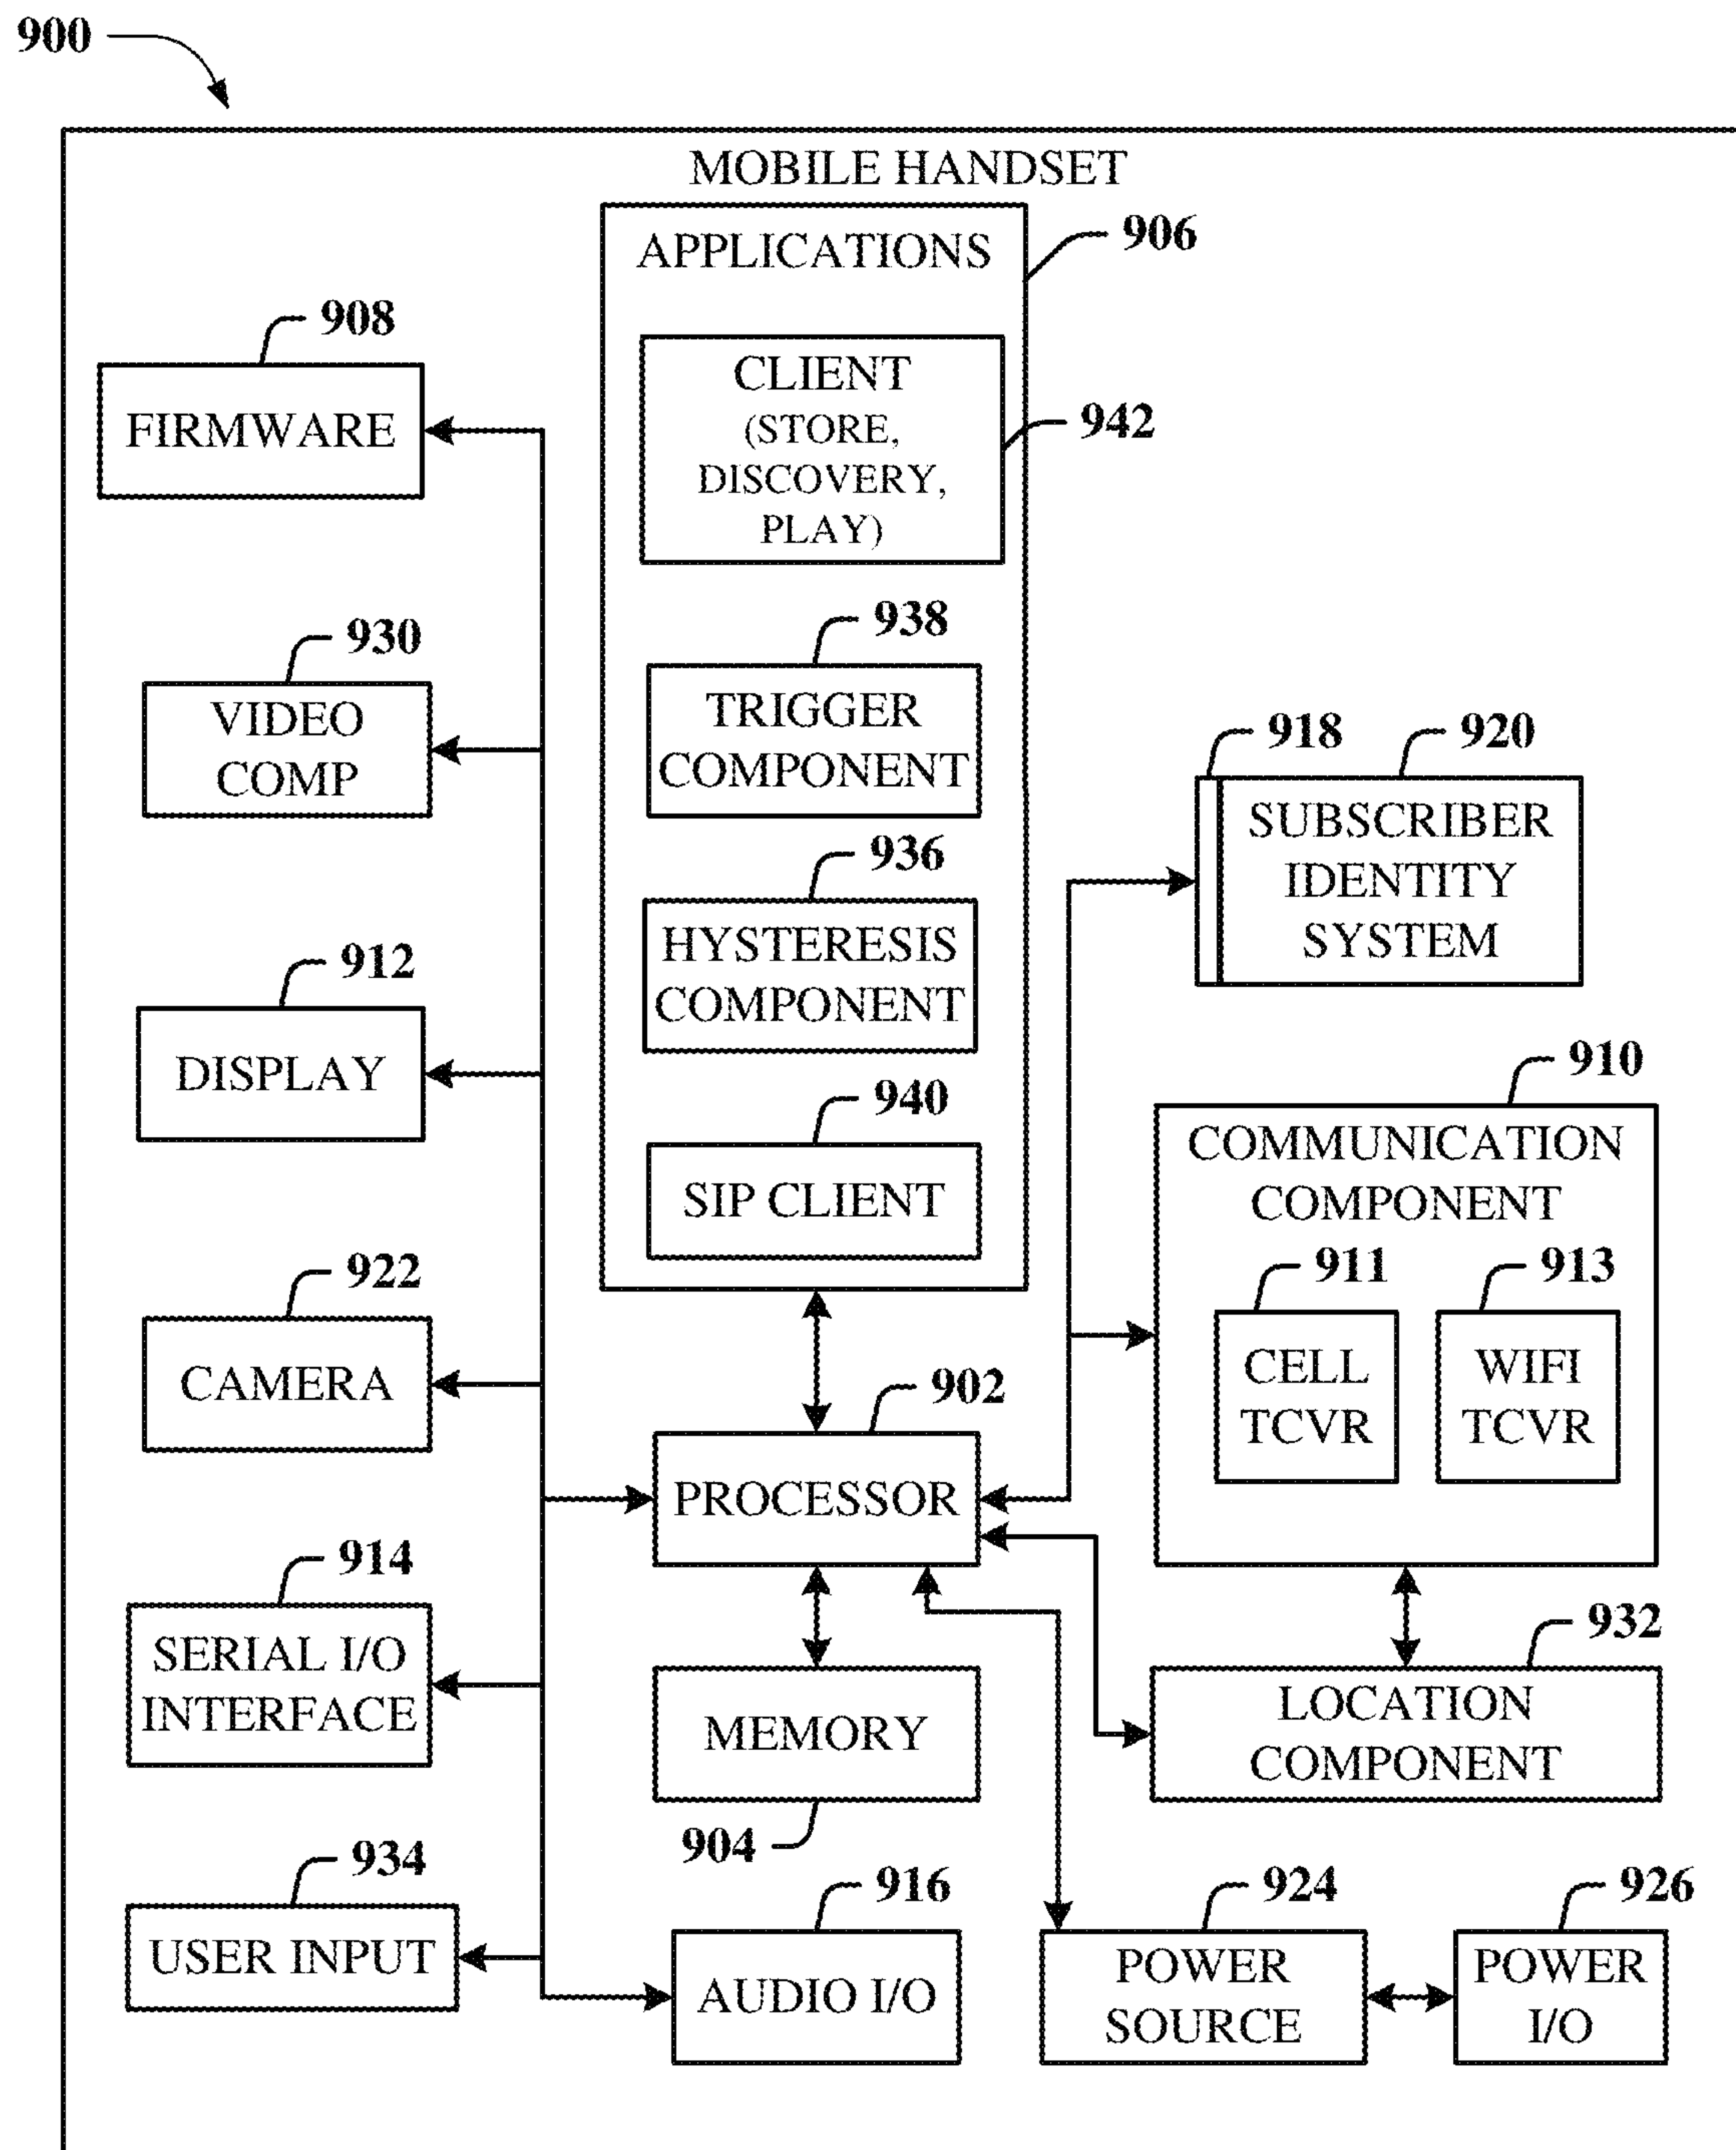 900
MOBILE HANDSET
APPLICATIONS
906
CLIENT
(STORE,
DISCOVERY,
PLAY)
942
938
TRIGGER
COMPONENT
936
HYSTERESIS
COMPONENT
940
SIP CLIENT
908
FIRMWARE
930
VIDEO
COMP
912
DISPLAY
922
CAMERA
914
SERIAL I/O
INTERFACE
934
USER INPUT
902
PROCESSOR
MEMORY
904
916
AUDIO I/O
918
920
SUBSCRIBER
IDENTITY
SYSTEM
910
COMMUNICATION
COMPONENT
911
CELL
TCVR
913
WIFI
TCVR
932
LOCATION
COMPONENT
924
POWER
SOURCE
926
POWER
I/O